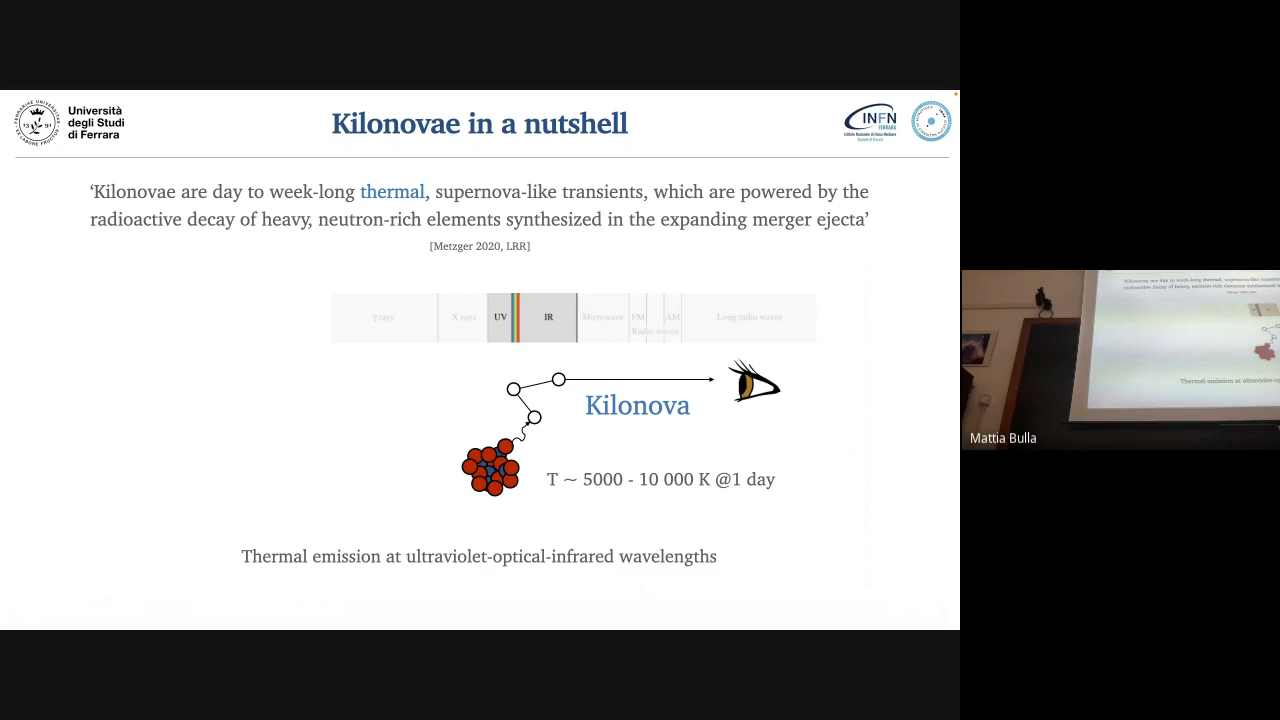 Università
degli Studi
di Ferrara
Kilonovae in a nutshell
INFN
FERRARA
Istituto Nazionale di Fisica Nucleare
‘Kilonovae are day to week-long thermal, supernova-like transients, which are powered by the
radioactive decay of heavy, neutron-rich elements synthesized in the expanding merger ejecta’
[Metzger 2020, LRR]
γ rays X rays UV IR Microwave FM AM Long radio waves
Radio waves
Kilonova
T ~ 5000 - 10 000 K @1 day
Thermal emission at ultraviolet-optical-infrared wavelengths
Mattia Bulla